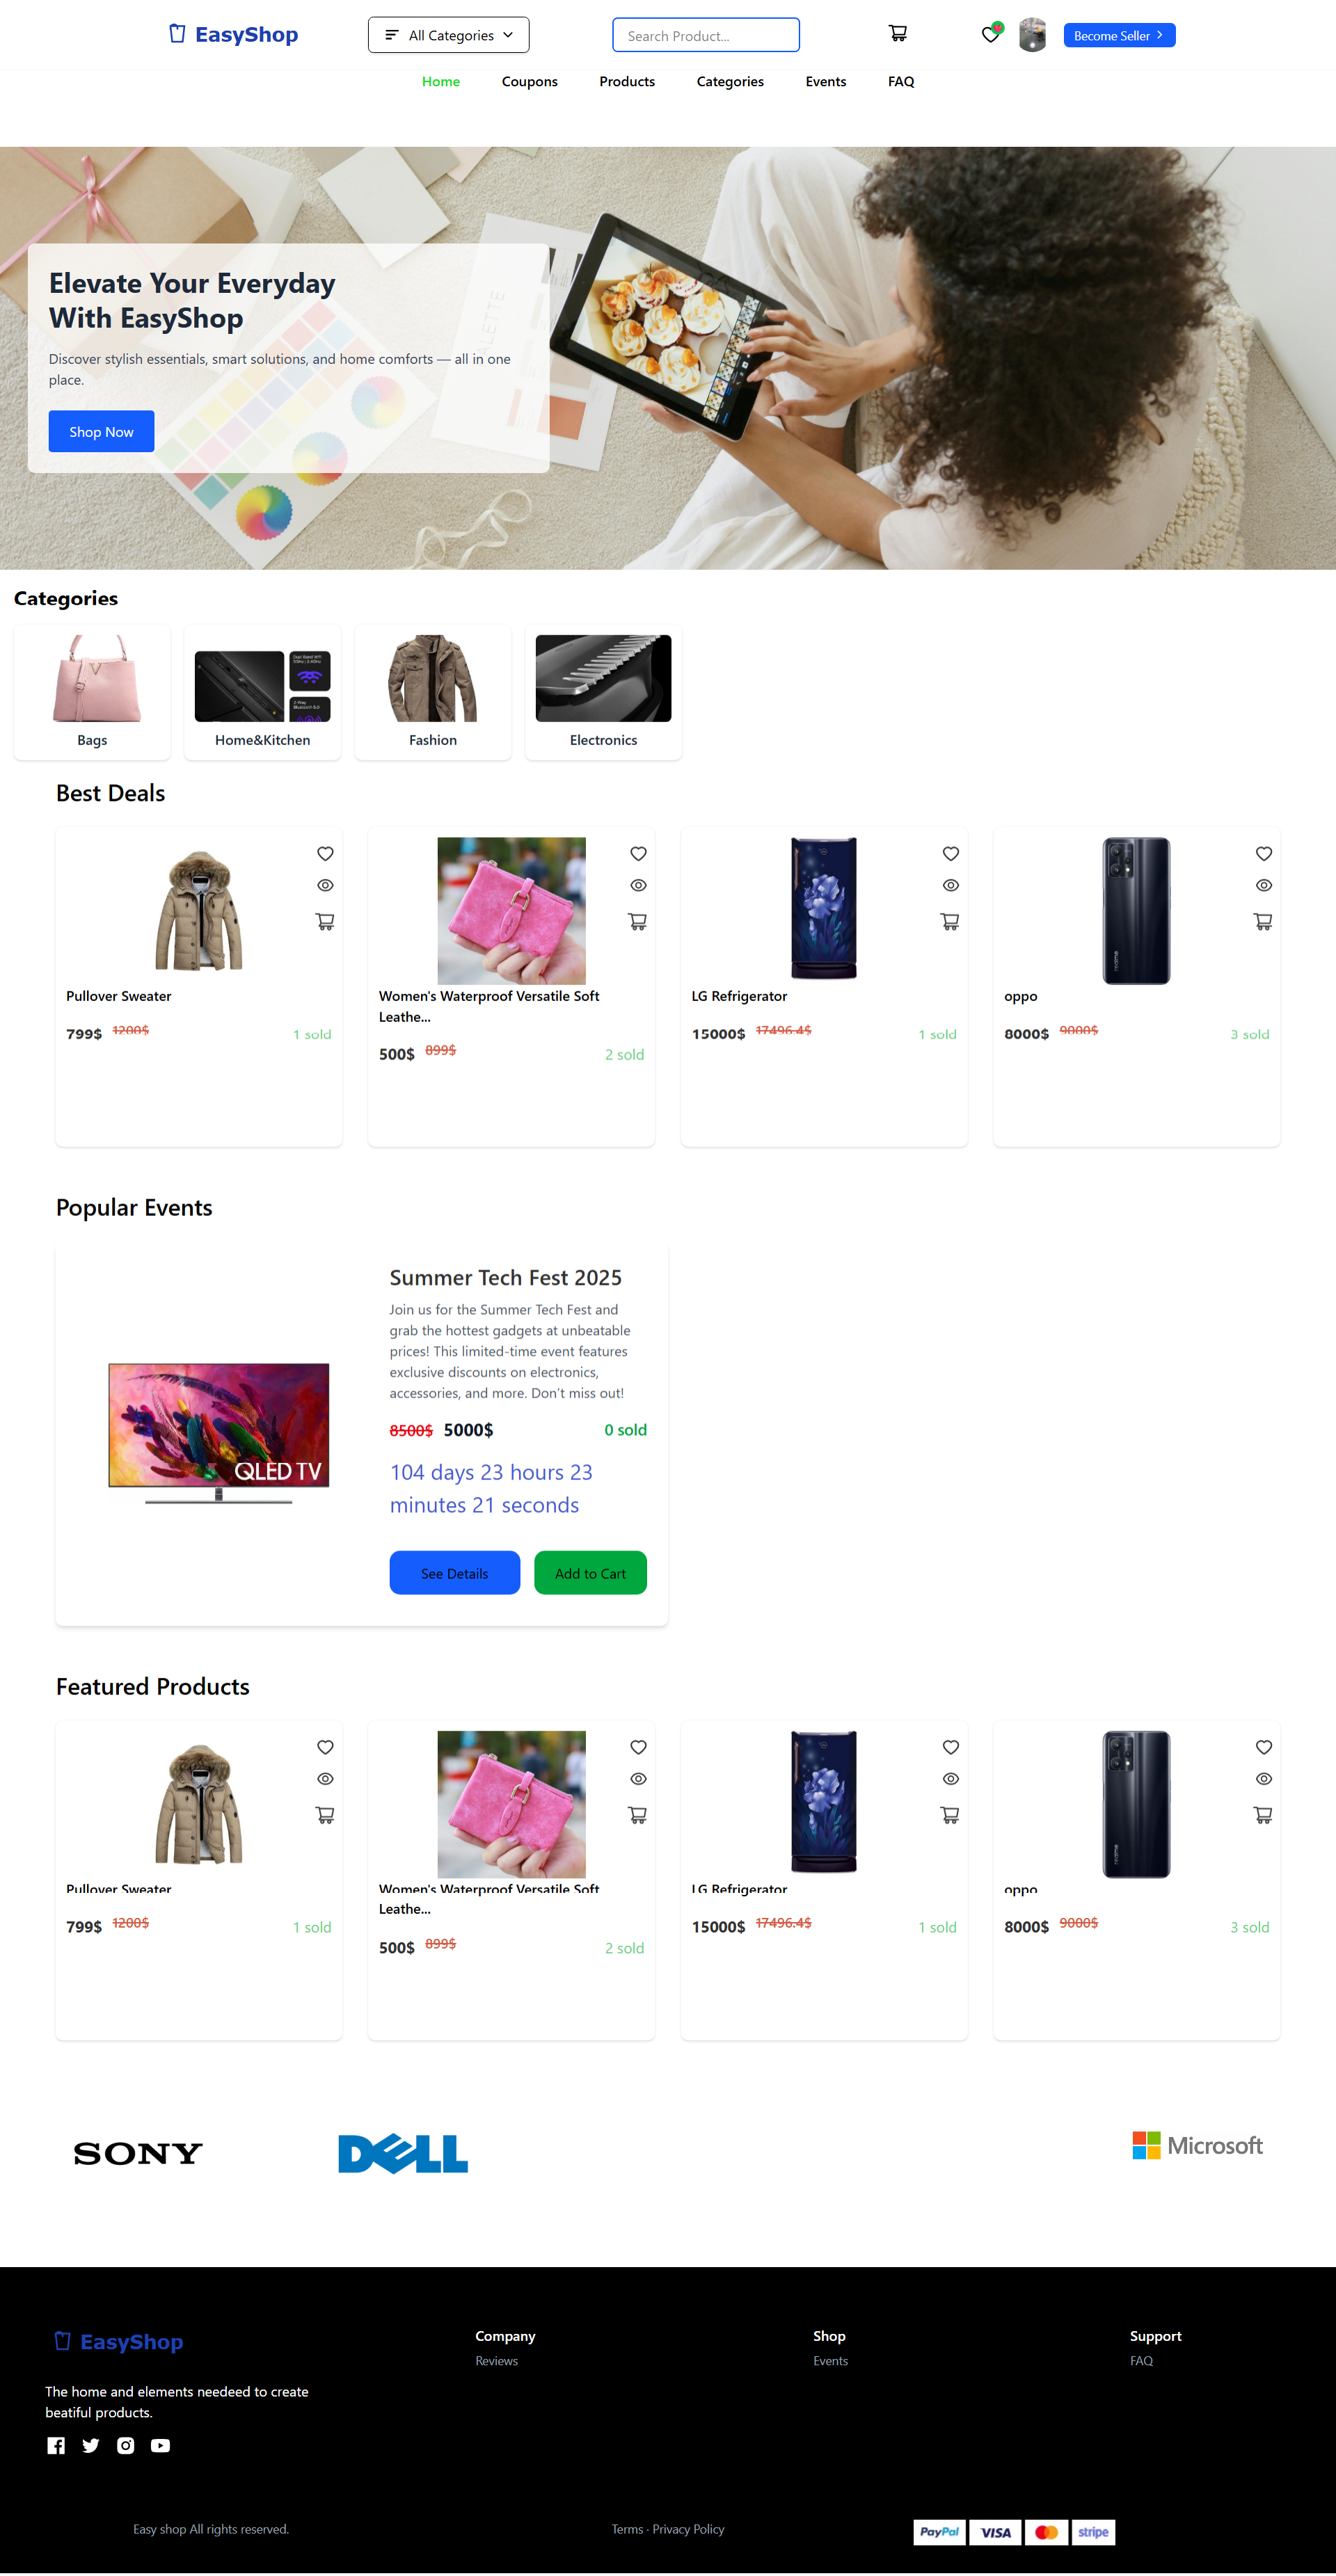 EasyShop
All Categories
Search Product...
Become Seller
Home
Coupons
Products
Categories
Events
FAQ
Elevate Your Everyday
With EasyShop
Discover stylish essentials, smart solutions, and home comforts — all in one
place.
Shop Now
Categories
Bags
Home&Kitchen
Fashion
Electronics
Best Deals
Pullover Sweater
799$ 1200$ 1 sold
Women's Waterproof Versatile Soft
Leathe...
500$ 899$ 2 sold
LG Refrigerator
15000$ 17496.4$ 1 sold
oppo
8000$ 9000$ 3 sold
Popular Events
QLED TV
Summer Tech Fest 2025
Join us for the Summer Tech Fest and
grab the hottest gadgets at unbeatable
prices! This limited-time event features
exclusive discounts on electronics,
accessories, and more. Don't miss out!
8500$ 5000$ 0 sold
104 days 23 hours 23
minutes 21 seconds
See Details
Add to Cart
Featured Products
Pullover Sweater
799$ 1200$ 1 sold
Women's Waterproof Versatile Soft
Leathe...
500$ 899$ 2 sold
LG Refrigerator
15000$ 17496.4$ 1 sold
oppo
8000$ 9000$ 3 sold
SONY
DELL
Microsoft
EasyShop
The home and elements needeed to create
beatiful products.
Company
Reviews
Shop
Events
Support
FAQ
Easy shop All rights reserved.
Terms · Privacy Policy
PayPal
VISA
stripe